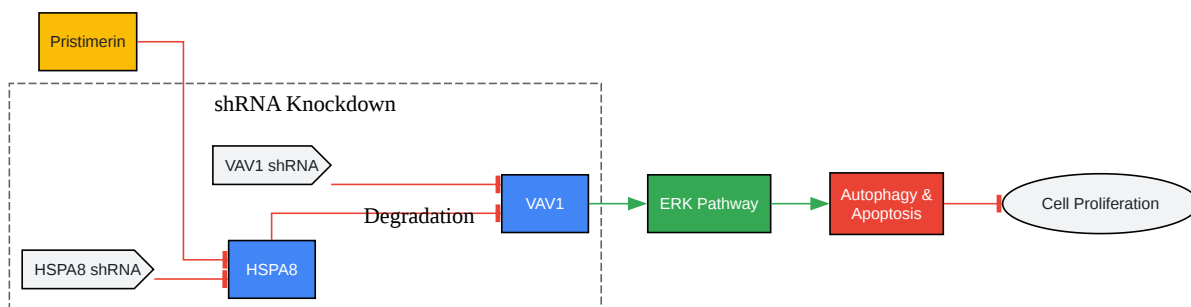 Pristimerin
shRNA Knockdown
VAV1 shRNA
VAV1
ERK Pathway
Autophagy &
Apoptosis
Cell Proliferation
Degradation
HSPA8 shRNA
HSPA8